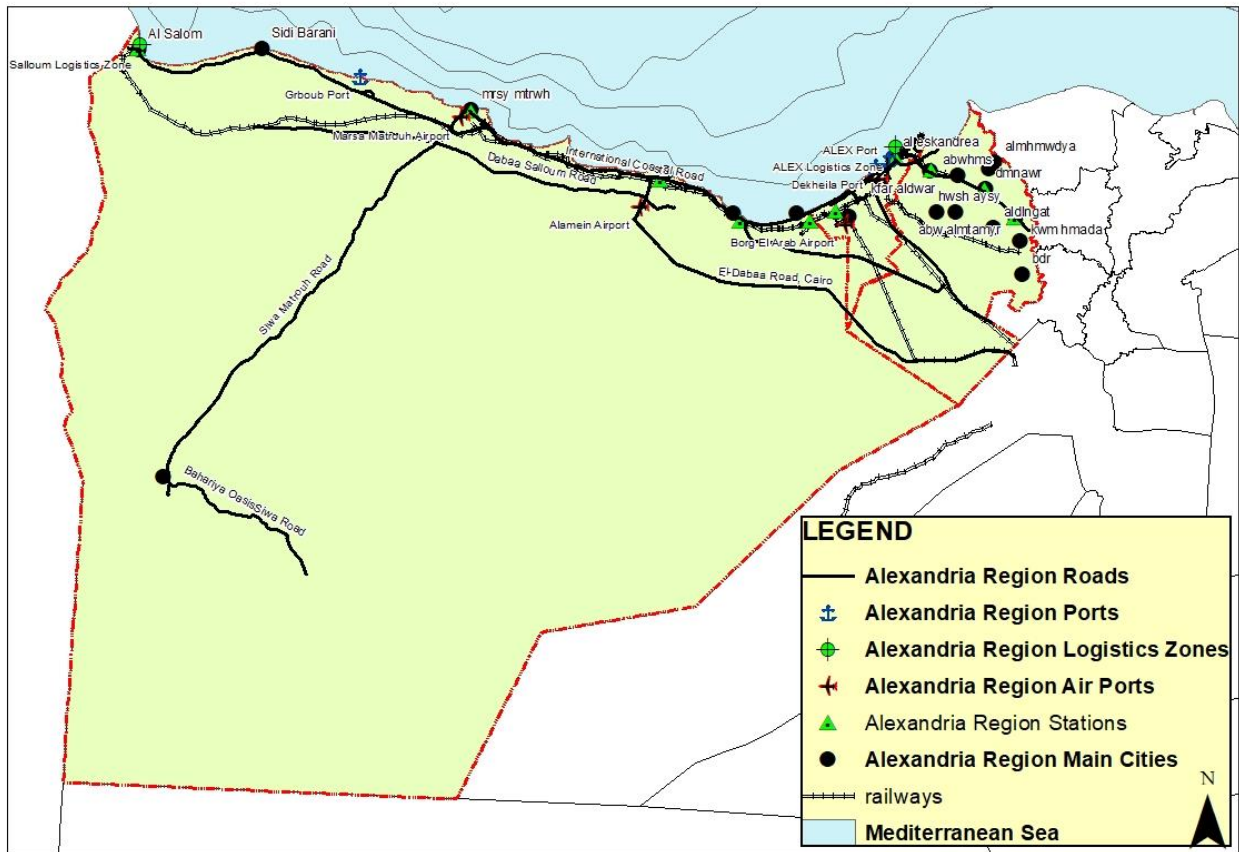 Al Salom
Sidi Barani
Salloum Logistics Zone
Grboub Port
mrsy mtrwh
Marsa Matrouh Airport
International Coastal Road
Dabaa Salloum Road
ALEX Port
aleskandrea
almhmwdya
ALEX Logistics Zone
abwhms
dmnawr
Dekheila Port
kfar aldwar
hwsh aysy
aldlngat
abw almtamyr
kwm hmada
Alamein Airport
Borg El-Arab Airport
bdr
El-Dabaa Road, Cairo
Siwa Matrouh Road
Bahariya OasisSiwa Road
LEGEND
Alexandria Region Roads
Alexandria Region Ports
Alexandria Region Logistics Zones
Alexandria Region Air Ports
Alexandria Region Stations
Alexandria Region Main Cities
railways
Mediterranean Sea
N